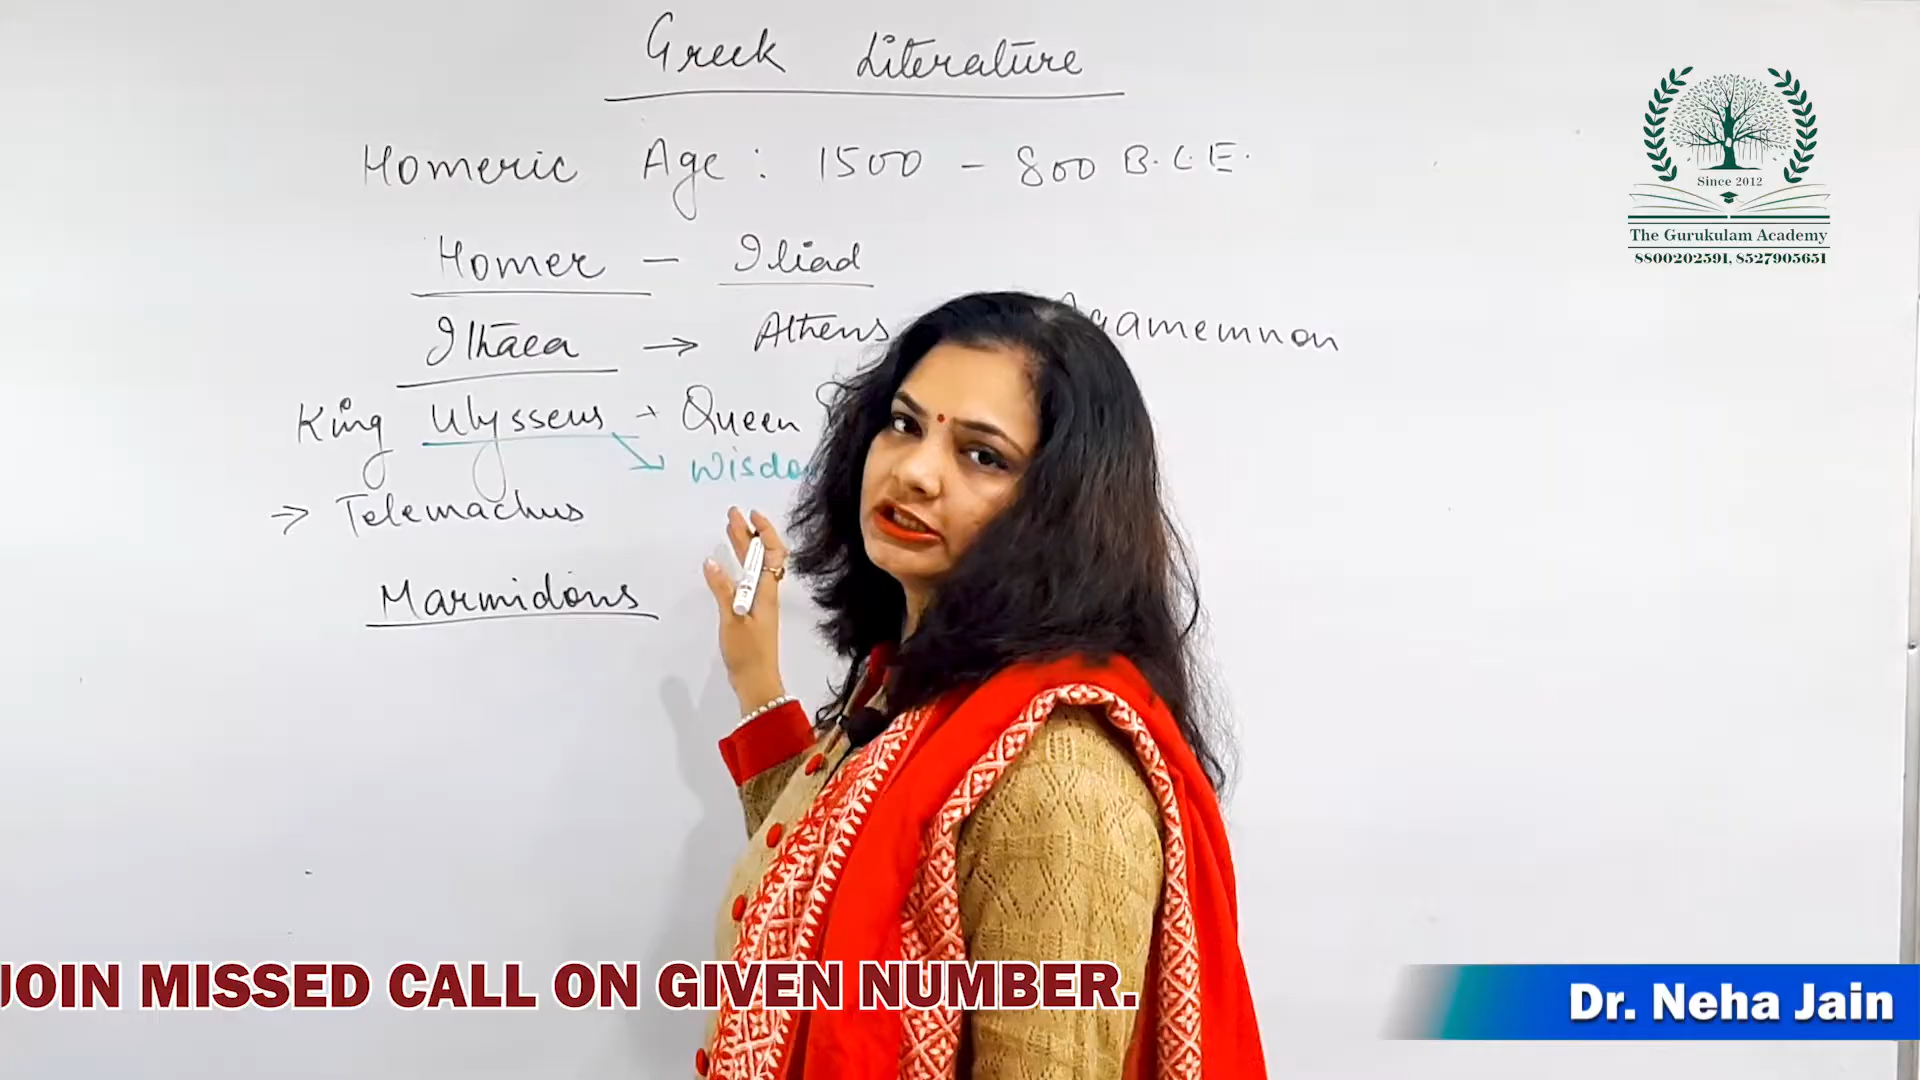 Greek Literature
Homeric Age : 1500 - 800 B.C.E.
Homer - Iliad
Ithaca → Athens Agamemnon
King Ulysseus + Queen
Wisdo
→ Telemachus
Marmidons
Since 2012
The Gurukulam Academy
8800202591, 8527905651
JOIN MISSED CALL ON GIVEN NUMBER.
Dr. Neha Jain